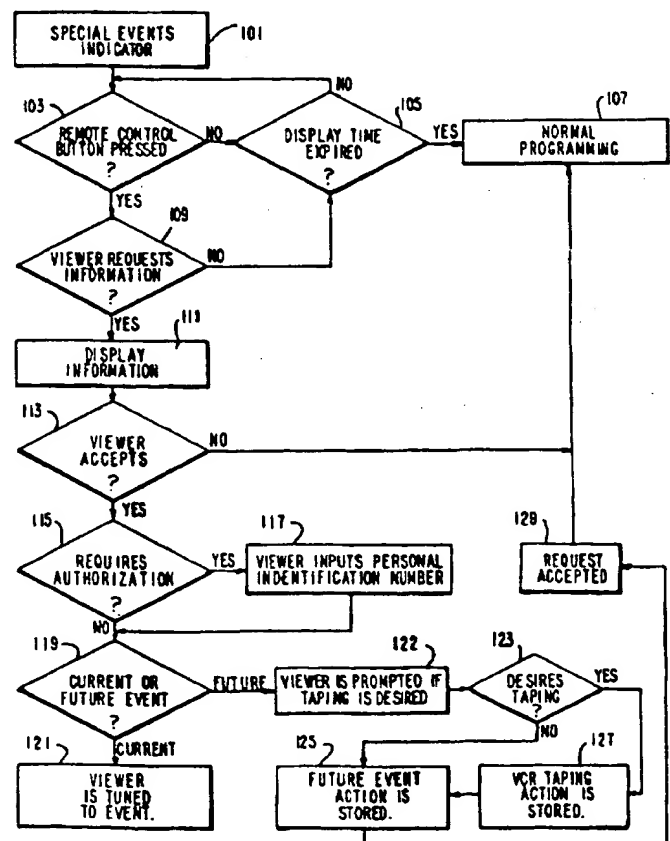 SPECIAL EVENTS
INDICATOR
101
103
REMOTE CONTROL
BUTTON PRESSED
?
NO
YES
NO
105
DISPLAY TIME
EXPIRED
?
YES
107
NORMAL
PROGRAMMING
109
VIEWER REQUESTS
INFORMATION
?
NO
YES
111
DISPLAY
INFORMATION
113
VIEWER
ACCEPTS
?
NO
YES
115
REQUIRES
AUTHORIZATION
?
YES
NO
117
VIEWER INPUTS PERSONAL
INDENTIFICATION NUMBER
129
REQUEST
ACCEPTED
119
CURRENT OR
FUTURE EVENT
?
FUTURE
CURRENT
122
VIEWER IS PROMPTED IF
TAPING IS DESIRED
123
DESIRES
TAPING
?
YES
NO
121
VIEWER
IS TUNED
TO EVENT.
125
FUTURE EVENT
ACTION IS
STORED.
127
VCR TAPING
ACTION IS
STORED.